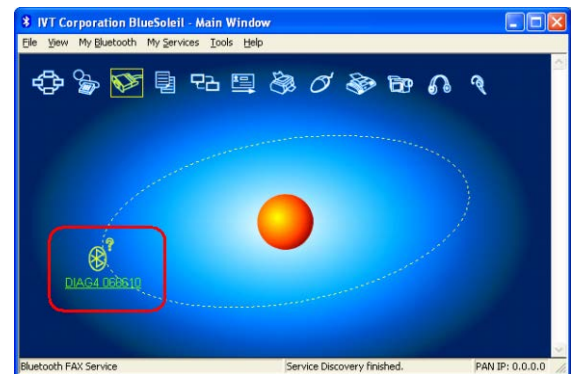 IVT Corporation BlueSoleil - Main Window
File View My Bluetooth My Services Tools Help
?
DIAG4 068610
Bluetooth FAX Service Service Discovery finished. PAN IP: 0.0.0.0